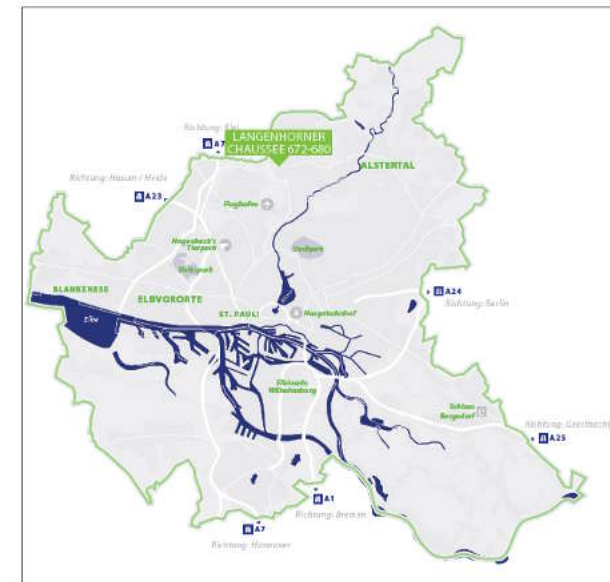 Richtung: Kiel
A7
LANGENHORNER
CHAUSSEE 672-680
ALSTERTAL
Richtung: Husum / Heide
A23
Flughafen
Hagenbeck's
Tierpark
Stadtpark
Volkspark
BLANKENESE
ELBVORORTE
A24
Richtung: Berlin
Elbe
ST. PAULI
Hauptbahnhof
Elbinsel
Wilhelmsburg
Schloss
Bergedorf
Richtung: Geesthacht
A25
A1
Richtung: Bremen
A7
Richtung: Hannover